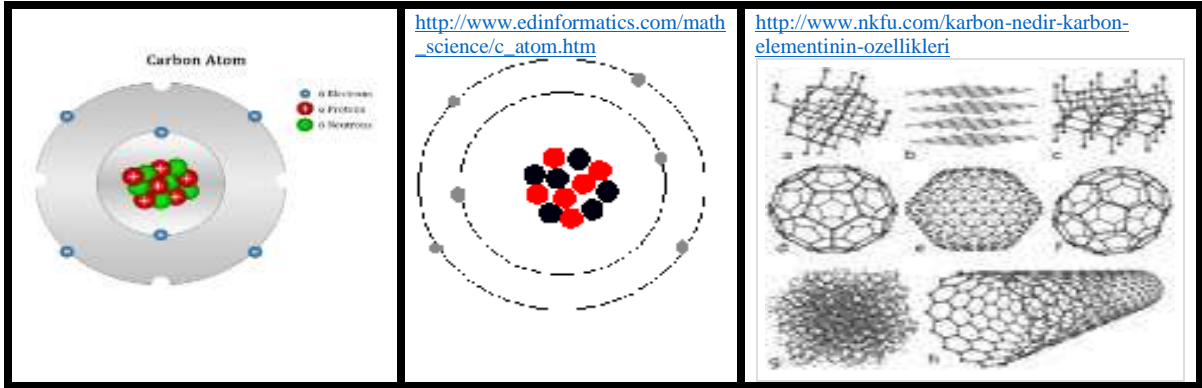 Carbon Atom
6 Electrons
6 Protons
6 Neutrons
http://www.edinformatics.com/math
_science/c_atom.htm
http://www.nkfu.com/karbon-nedir-karbon-
elementinin-ozellikleri
a b c
d e f
g h